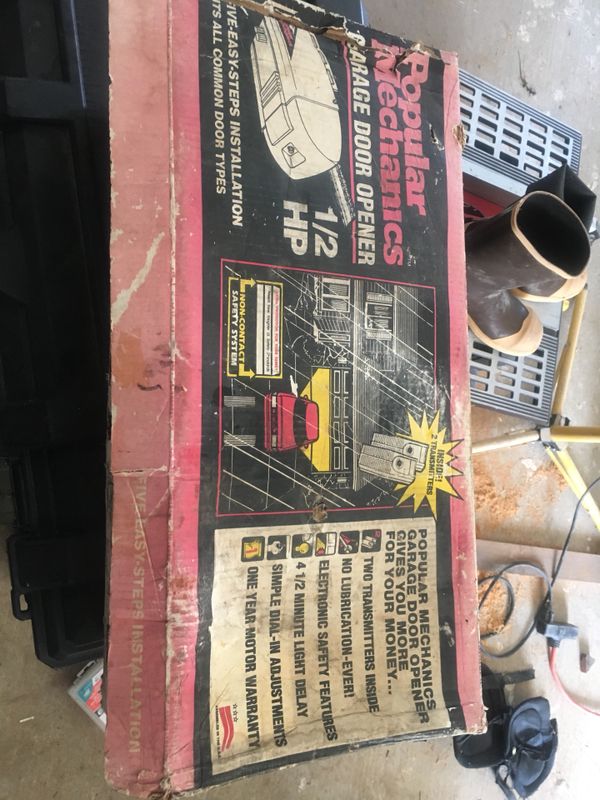 Popular
Mechanics
GARAGE DOOR OPENER
1/2
HP
FIVE-EASY-STEPS INSTALLATION
FITS ALL COMMON DOOR TYPES
NON-CONTACT
SAFETY SYSTEM
INSIDE!
2 TRANSMITTERS
POPULAR MECHANICS
GARAGE DOOR OPENER
GIVES YOU MORE
FOR YOUR MONEY...
TWO TRANSMITTERS INSIDE
NO LUBRICATION-EVER!
ELECTRONIC SAFETY FEATURES
4 1/2 MINUTE LIGHT DELAY
SIMPLE DIAL-IN ADJUSTMENTS
ONE YEAR MOTOR WARRANTY
FIVE-EASY-STEPS INSTALLATION